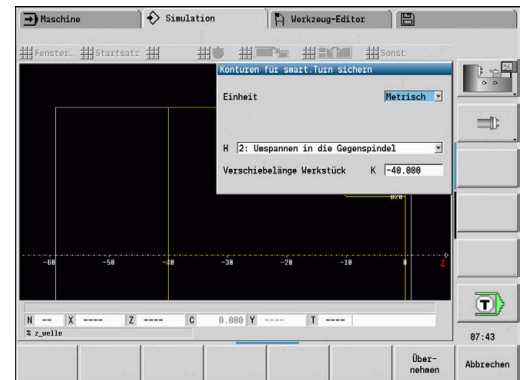 Maschine Simulation Werkzeug-Editor
Fenster.. Startsatz Sonst
Konturen für smart.Turn sichern
Einheit Metrisch
H 2: Umspannen in die Gegenspindel
Verschiebelänge Werkstück K -40.000
-60 -50 -40 -30 -20 -10 0 Z
N -- X ---- Z ---- C 0.000 Y ---- T ----
% z_welle
T
07:43
Über-
nehmen
Abbrechen